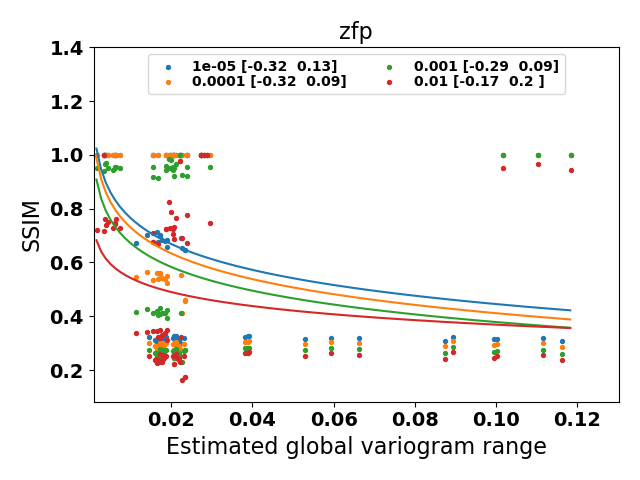 zfp
1e-05 [-0.32  0.13]
0.0001 [-0.32  0.09]
0.001 [-0.29  0.09]
0.01 [-0.17  0.2 ]
SSIM
1.4
1.2
1.0
0.8
0.6
0.4
0.2
0.02 0.04 0.06 0.08 0.10 0.12
Estimated global variogram range